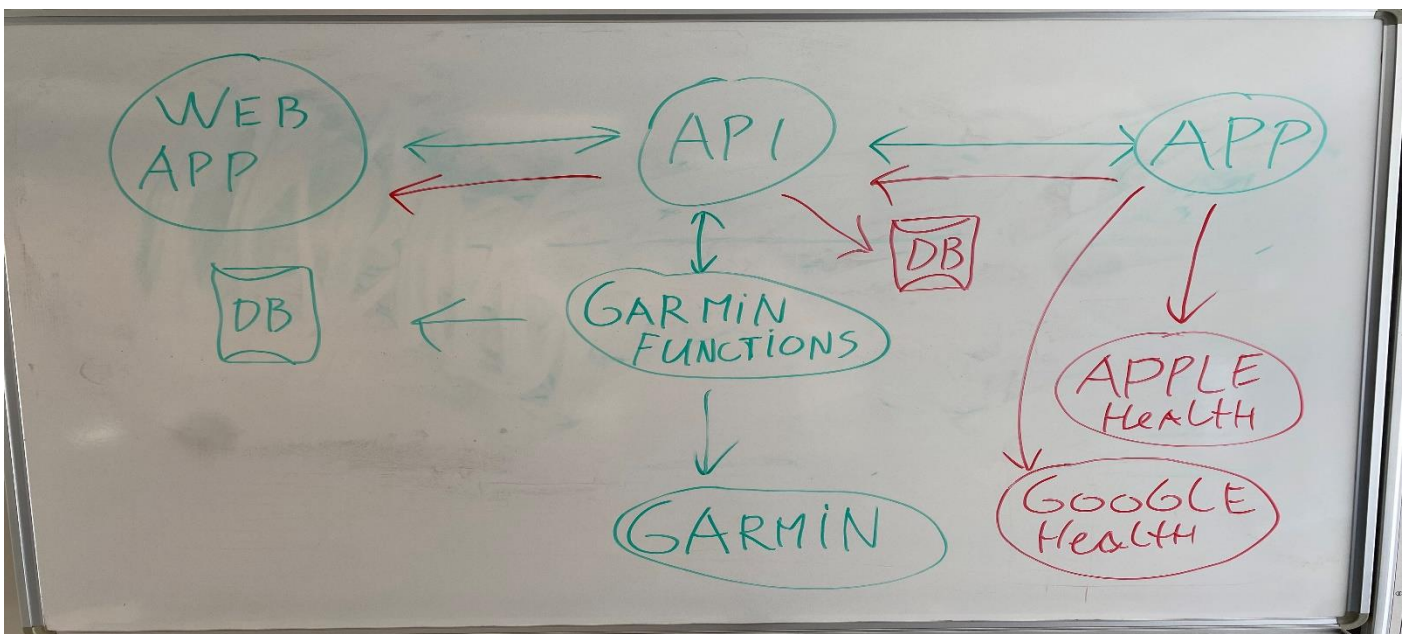 WEB
APP
API
APP
DB
DB
GARMiN
FUNCTiONS
APPLE
HeALtH
GARMiN
GOOGLE
HeaLtH